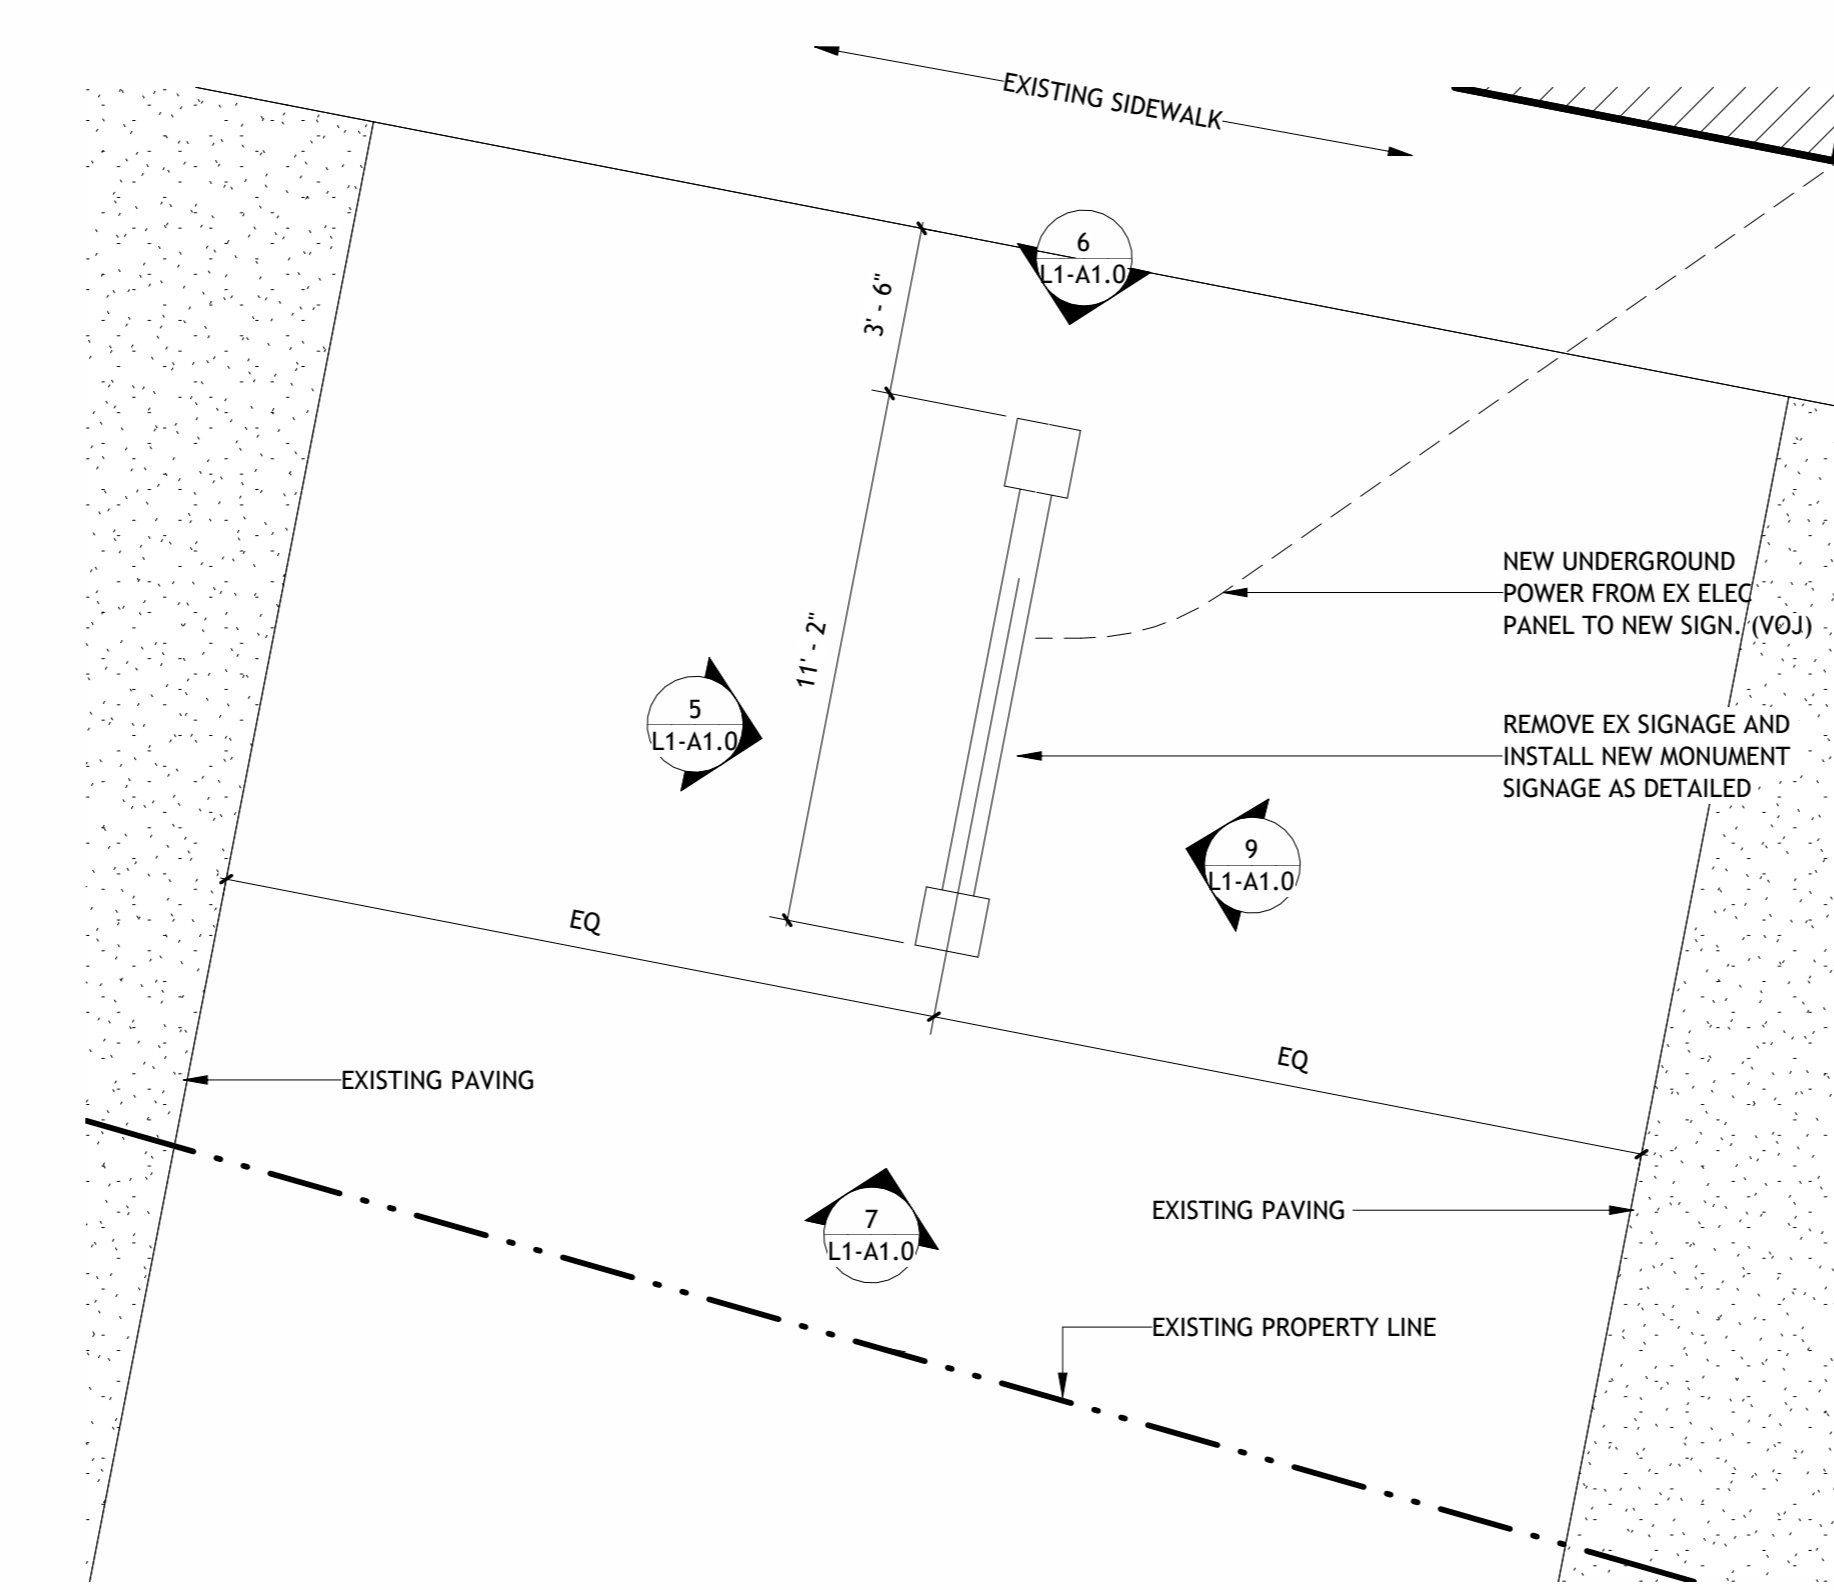 EXISTING SIDEWALK
6
L1-A1.0
3' - 6"
NEW UNDERGROUND
POWER FROM EX ELEC
PANEL TO NEW SIGN. (VOJ)
11' - 2"
5
L1-A1.0
REMOVE EX SIGNAGE AND
INSTALL NEW MONUMENT
SIGNAGE AS DETAILED
9
L1-A1.0
EQ
EQ
EXISTING PAVING
7
L1-A1.0
EXISTING PAVING
EXISTING PROPERTY LINE